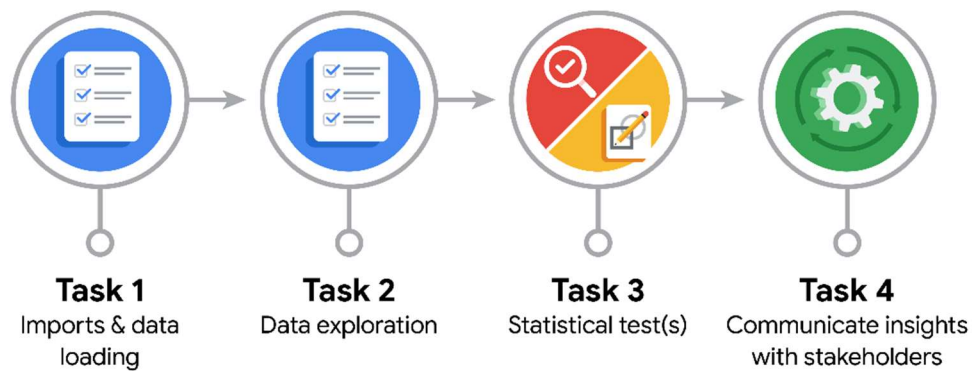 Task 1
Imports & data
loading
Task 2
Data exploration
Task 3
Statistical test(s)
Task 4
Communicate insights
with stakeholders